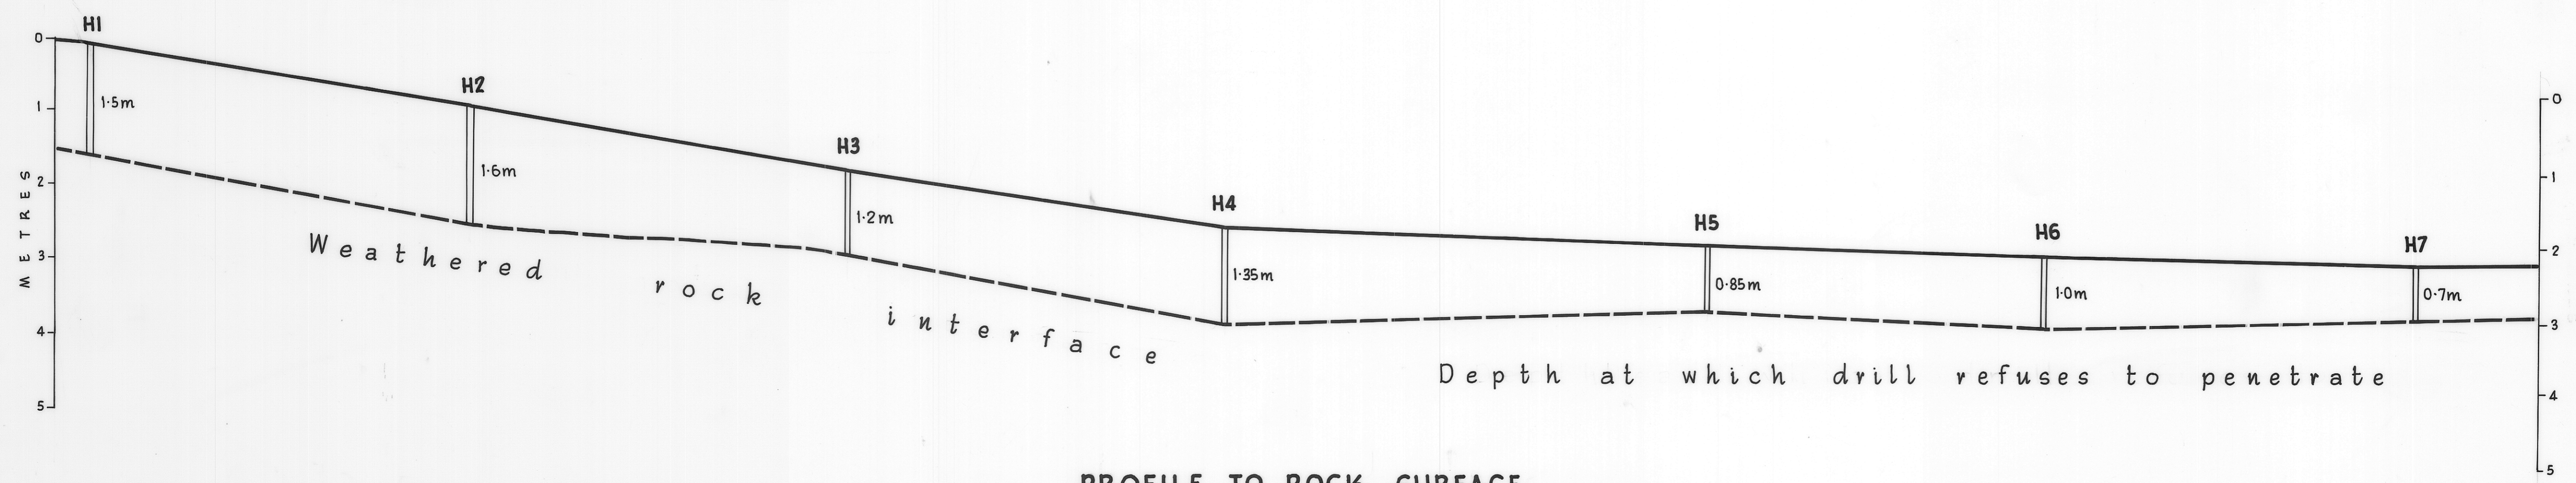 H1
H2
H3
H4
H5
H6
H7
METRES
0
1
2
3
4
5
1·5m
1·6m
1·2m
1·35m
0·85m
1·0m
0·7m
0
1
2
3
4
5
Weathered rock interface
Depth at which drill refuses to penetrate
PROFILE TO ROCK SURFACE